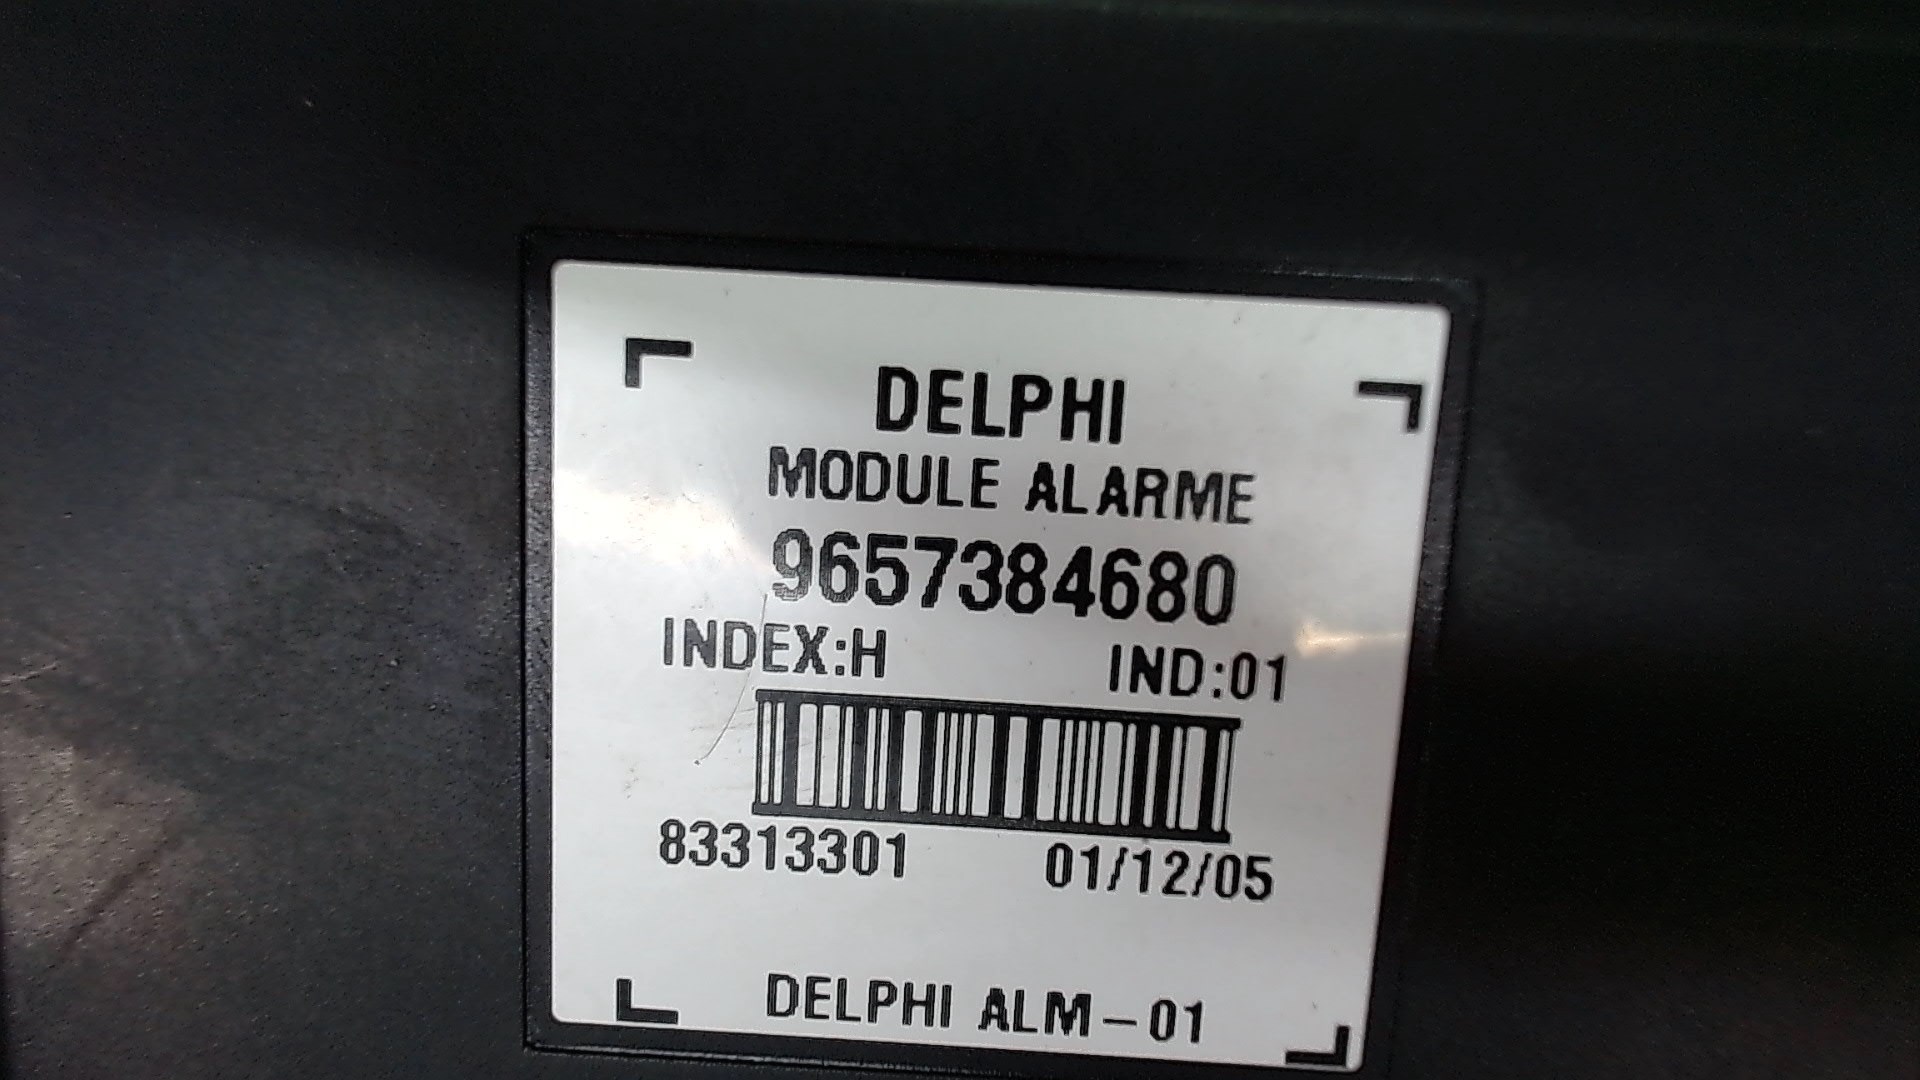 DELPHI
MODULE ALARME
9657384680
INDEX:H IND:01
83313301 01/12/05
DELPHI ALM-01